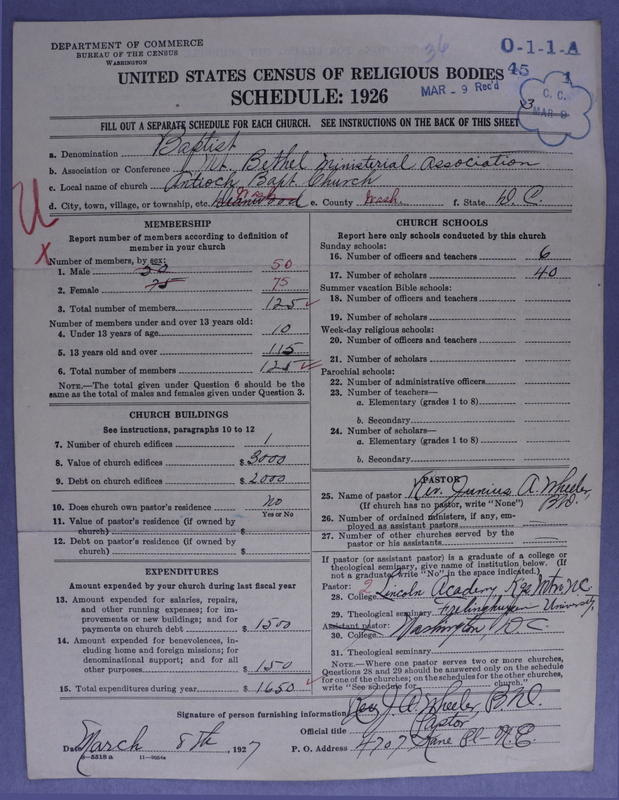 DEPARTMENT OF COMMERCE
BUREAU OF THE CENSUS
WASHINGTON
36
O-1-1-A
45 1
MAR - 9 Rec'd
C. C.
MAR 9
UNITED STATES CENSUS OF RELIGIOUS BODIES
SCHEDULE: 1926
FILL OUT A SEPARATE SCHEDULE FOR EACH CHURCH. SEE INSTRUCTIONS ON THE BACK OF THIS SHEET
a. Denomination Baptist
b. Association or Conference Mt. Bethel Ministerial Association
c. Local name of church Antioch Bapt. Church
d. City, town, village, or township, etc. Deanwood e. County Wash. f. State D. C.
U
X
MEMBERSHIP
Report number of members according to definition of member in your church
Number of members, by sex:
1. Male 50 50
2. Female 75 75
3. Total number of members 125
Number of members under and over 13 years old:
4. Under 13 years of age 10
5. 13 years old and over 115
6. Total number of members 125
NOTE.—The total given under Question 6 should be the same as the total of males and females given under Question 3.
CHURCH BUILDINGS
See instructions, paragraphs 10 to 12
7. Number of church edifices 1
8. Value of church edifices $3000
9. Debt on church edifices $2000
10. Does church own pastor's residence No
Yes or No
11. Value of pastor's residence (if owned by church) $
12. Debt on pastor's residence (if owned by church) $
EXPENDITURES
Amount expended by your church during last fiscal year
13. Amount expended for salaries, repairs, and other running expenses; for improvements or new buildings; and for payments on church debt $1500
14. Amount expended for benevolences, including home and foreign missions; for denominational support; and for all other purposes $150
15. Total expenditures during year $1650
CHURCH SCHOOLS
Report here only schools conducted by this church
Sunday schools:
16. Number of officers and teachers 6
17. Number of scholars 40
Summer vacation Bible schools:
18. Number of officers and teachers
19. Number of scholars
Week-day religious schools:
20. Number of officers and teachers
21. Number of scholars
Parochial schools:
22. Number of administrative officers
23. Number of teachers—
a. Elementary (grades 1 to 8)
b. Secondary
24. Number of scholars—
a. Elementary (grades 1 to 8)
b. Secondary
PASTOR
25. Name of pastor Rev. Junius A. Wheeler, B.D.
(If church has no pastor, write "None")
26. Number of ordained ministers, if any, employed as assistant pastors
27. Number of other churches served by the pastor or his assistants
If pastor (or assistant pastor) is a graduate of a college or theological seminary, give name of institution below. (If not a graduate, write "No" in the space indicated.)
Pastor: 2
28. College Lincoln Academy, Kgs Mtn. N.C.
29. Theological seminary Frelinghuysen University,
Assistant pastor:
30. College Washington, D.C.
31. Theological seminary
NOTE.—Where one pastor serves two or more churches, Questions 28 and 29 should be answered only on the schedule for one of the churches; on the schedules for the other churches, write "See schedule for church."
Signature of person furnishing information Rev. J. A. Wheeler, B.D.
Official title Pastor
Date March 8th, 1927 P. O. Address 4707 Kane Pl- N.E.
8—5518 a 11—9054a